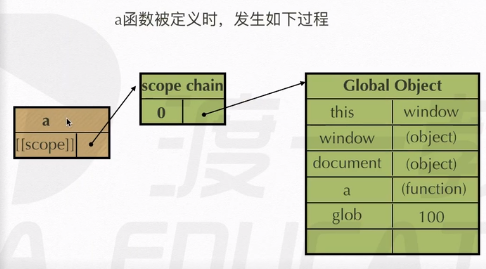 a函数被定义时，发生如下过程
scope chain
0
a
[[scope]]
Global Object
this window
window (object)
document (object)
a (function)
glob 100